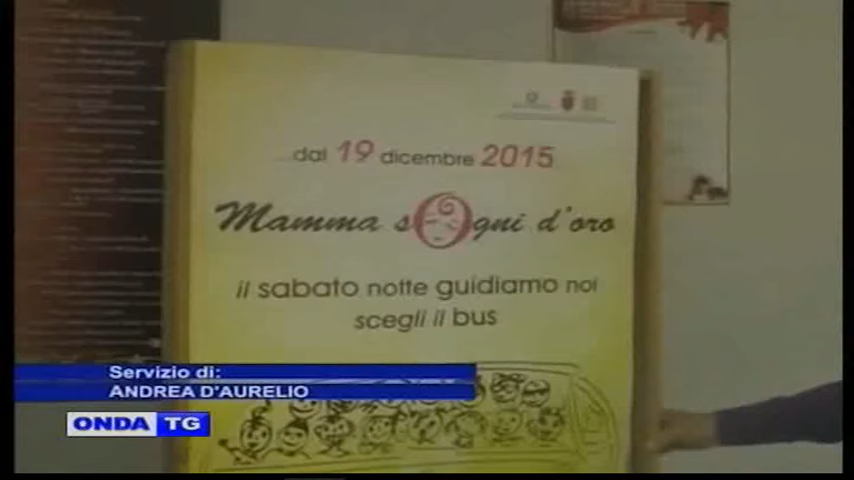 dal 19 dicembre 2015
Mamma sOgni d'oro
il sabato notte guidiamo noi
scegli il bus
Servizio di:
ANDREA D'AURELIO
ONDA TG